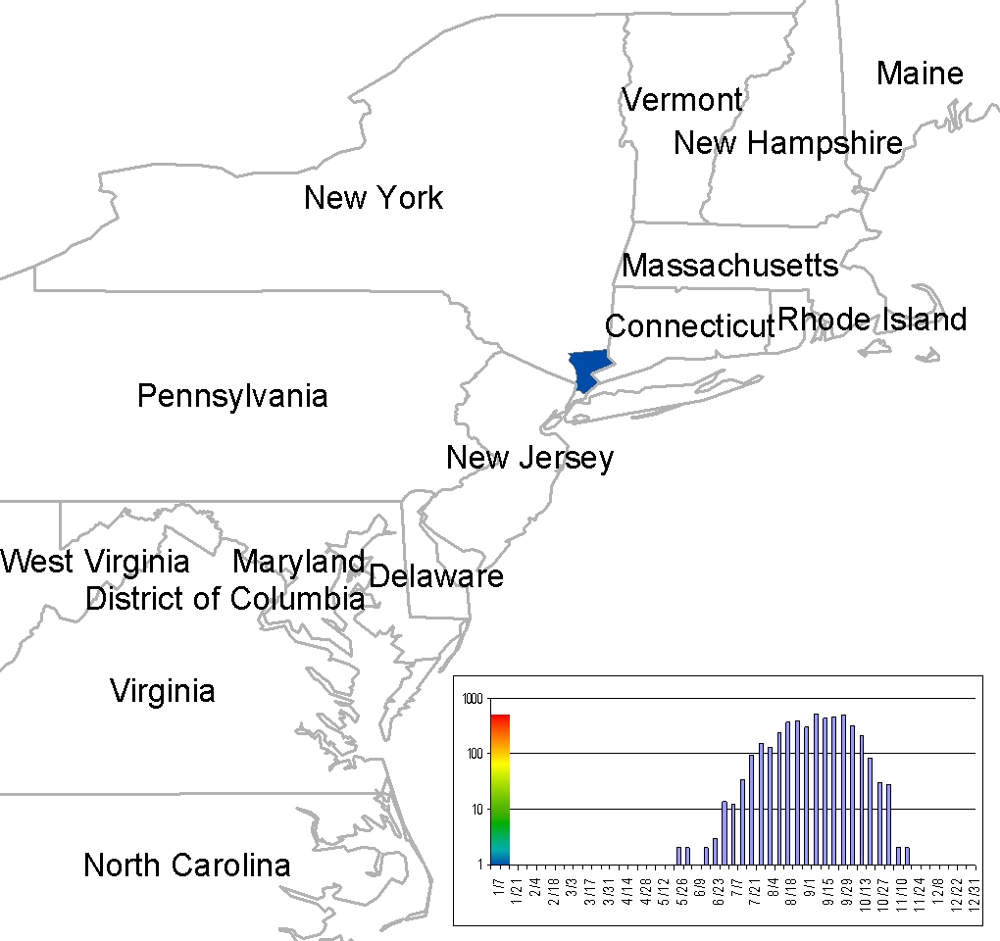 Maine
Vermont
New Hampshire
New York
Massachusetts
Connecticut
Rhode Island
Pennsylvania
New Jersey
West Virginia
Maryland
Delaware
District of Columbia
Virginia
North Carolina
1000
100
10
1
1/7
1/21
2/4
2/18
3/3
3/17
3/31
4/14
4/28
5/12
5/26
6/9
6/23
7/7
7/21
8/4
8/18
9/1
9/15
9/29
10/13
10/27
11/10
11/24
12/8
12/22
12/31